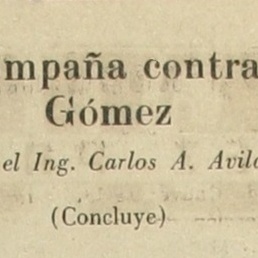 mpaña contra
Gómez
el Ing. Carlos A. Avil
(Concluye)